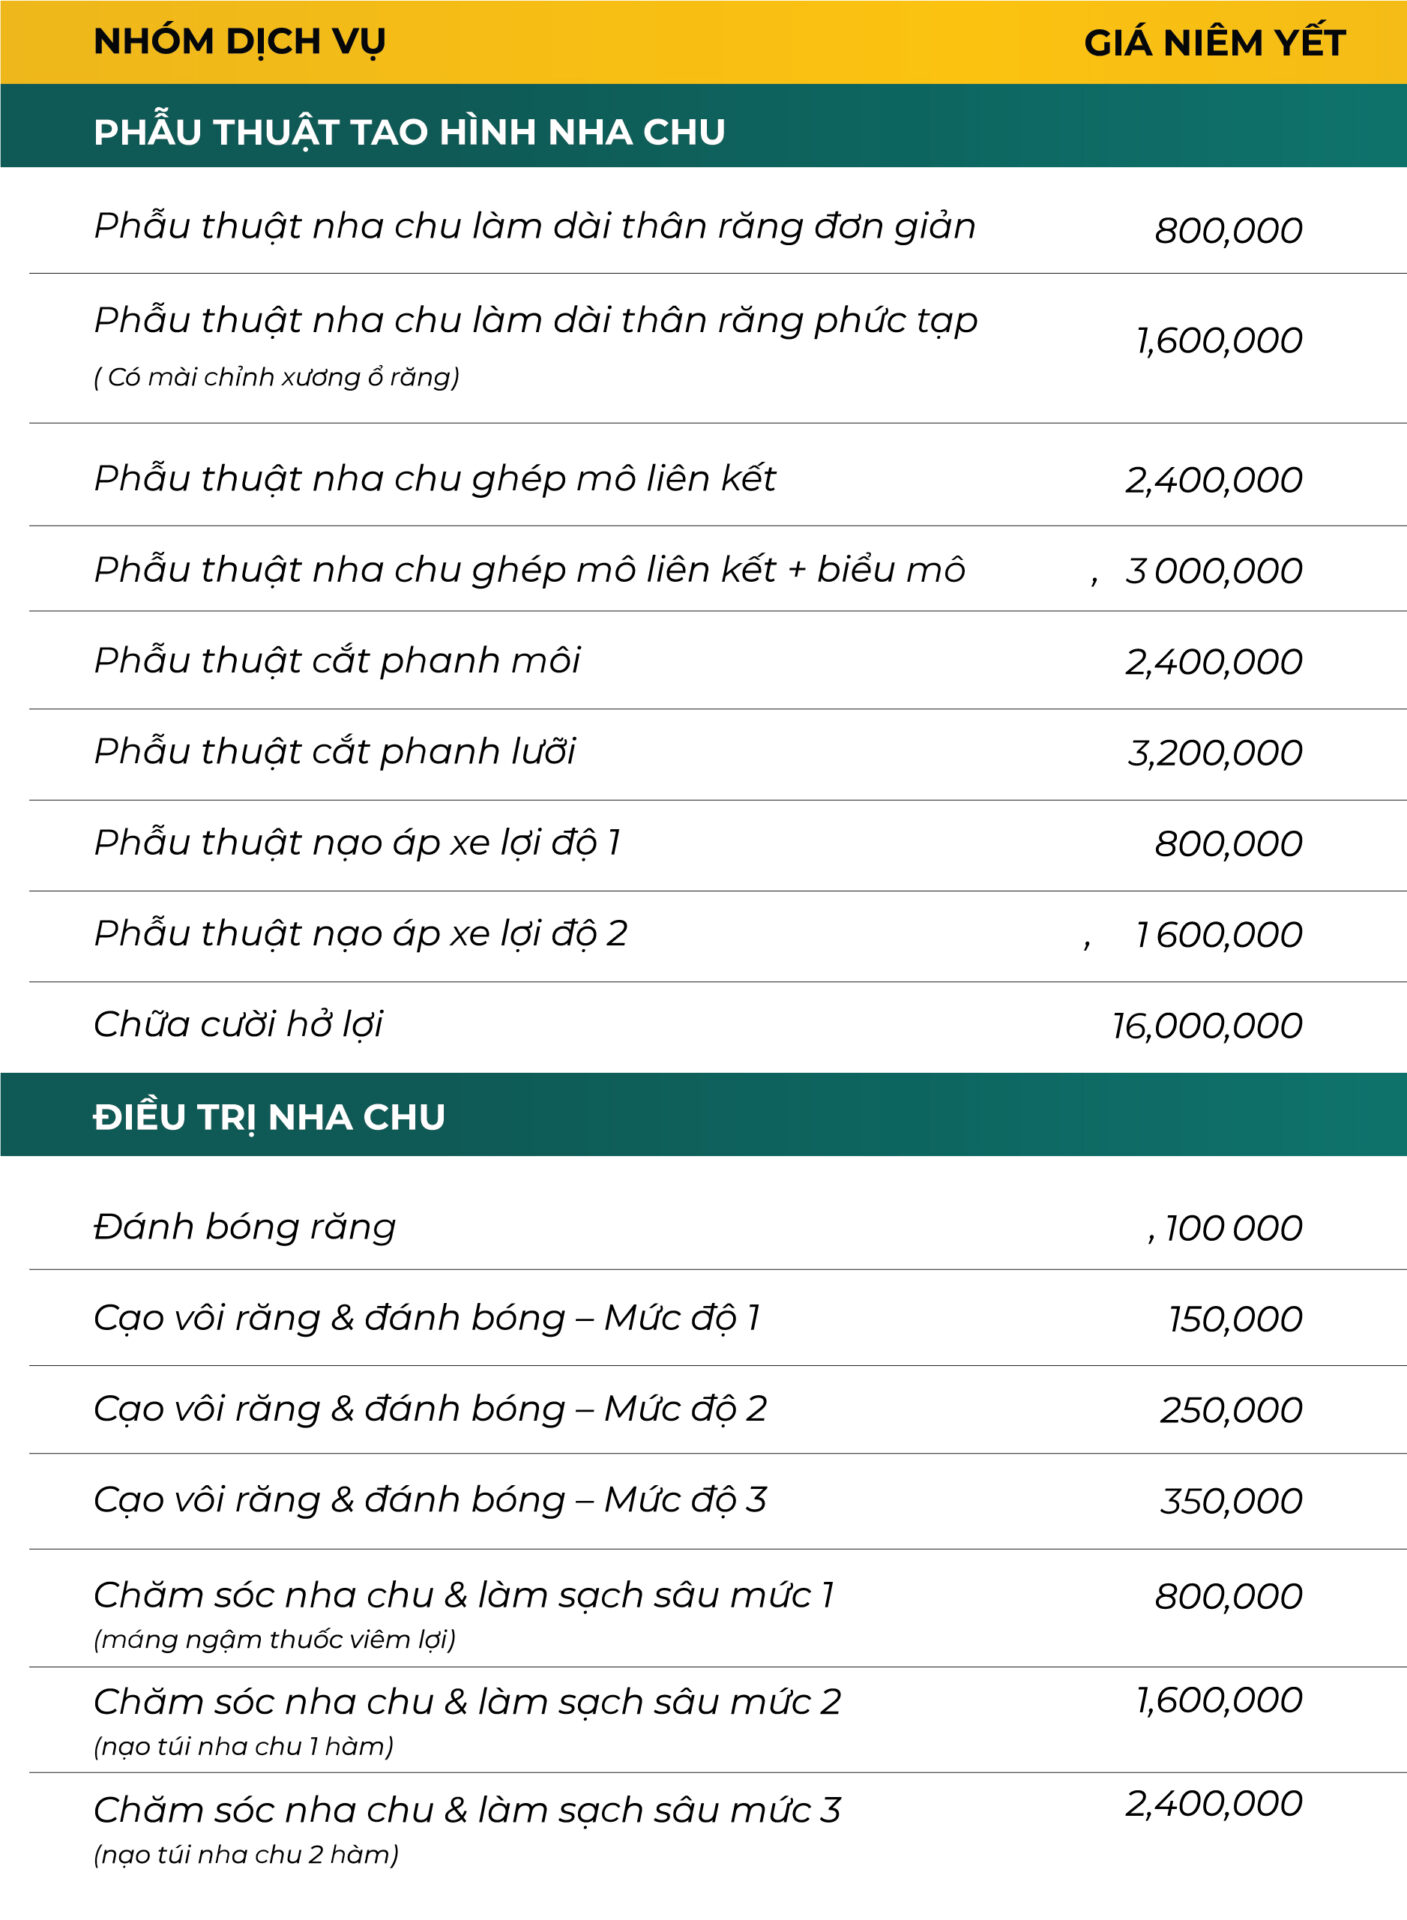 NHÓM DỊCH VỤ GIÁ NIÊM YẾT
PHẪU THUẬT TAO HÌNH NHA CHU
Phẫu thuật nha chu làm dài thân răng đơn giản 800,000
Phẫu thuật nha chu làm dài thân răng phức tạp 1,600,000
( Có mài chỉnh xương ổ răng)
Phẫu thuật nha chu ghép mô liên kết 2,400,000
Phẫu thuật nha chu ghép mô liên kết + biểu mô , 3 000,000
Phẫu thuật cắt phanh môi 2,400,000
Phẫu thuật cắt phanh lưỡi 3,200,000
Phẫu thuật nạo áp xe lợi độ 1 800,000
Phẫu thuật nạo áp xe lợi độ 2 , 1 600,000
Chữa cười hở lợi 16,000,000
ĐIỀU TRỊ NHA CHU
Đánh bóng răng , 100 000
Cạo vôi răng & đánh bóng – Mức độ 1 150,000
Cạo vôi răng & đánh bóng – Mức độ 2 250,000
Cạo vôi răng & đánh bóng – Mức độ 3 350,000
Chăm sóc nha chu & làm sạch sâu mức 1 800,000
(máng ngậm thuốc viêm lợi)
Chăm sóc nha chu & làm sạch sâu mức 2 1,600,000
(nạo túi nha chu 1 hàm)
Chăm sóc nha chu & làm sạch sâu mức 3 2,400,000
(nạo túi nha chu 2 hàm)